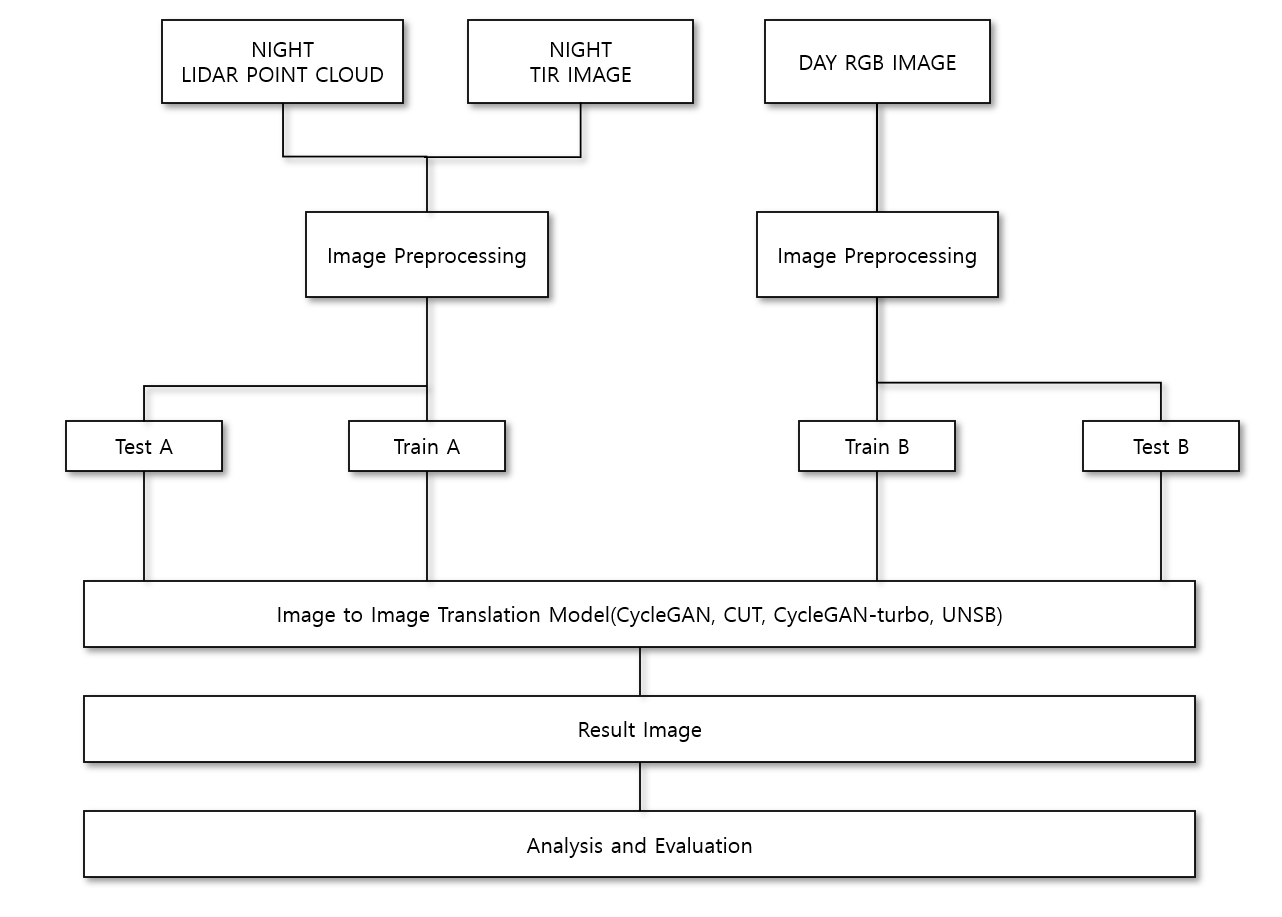 NIGHT
LIDAR POINT CLOUD
NIGHT
TIR IMAGE
DAY RGB IMAGE
Image Preprocessing
Image Preprocessing
Test A
Train A
Train B
Test B
Image to Image Translation Model(CycleGAN, CUT, CycleGAN-turbo, UNSB)
Result Image
Analysis and Evaluation